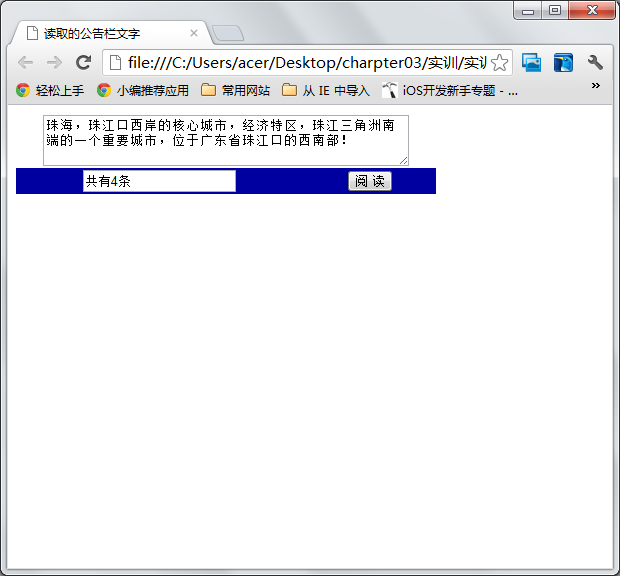 读取的公告栏文字
file:///C:/Users/acer/Desktop/charpter03/实训/实训
轻松上手 小编推荐应用 常用网站 从 IE 中导入 iOS开发新手专题 - ... »
珠海，珠江口西岸的核心城市，经济特区，珠江三角洲南
端的一个重要城市，位于广东省珠江口的西南部！
共有4条 阅 读